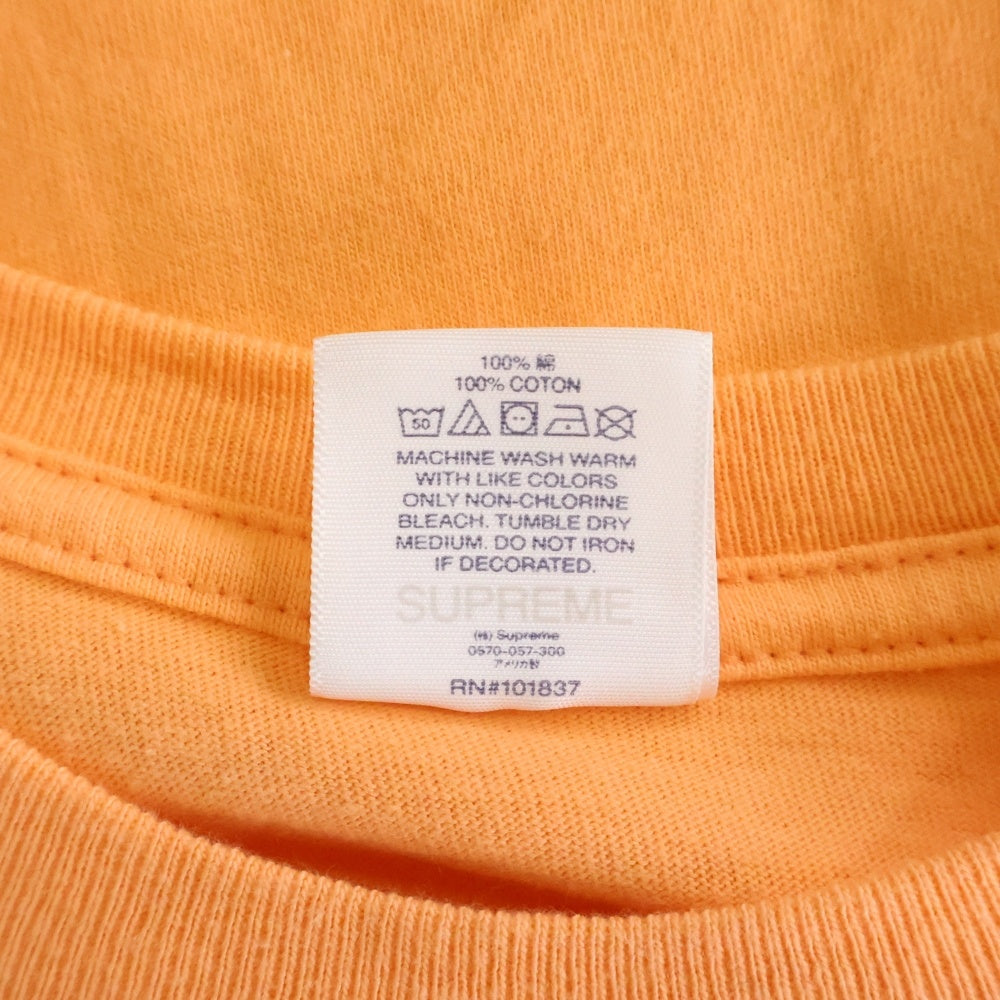 100% 綿
100% COTON
50
MACHINE WASH WARM
WITH LIKE COLORS
ONLY NON-CHLORINE
BLEACH. TUMBLE DRY
MEDIUM. DO NOT IRON
IF DECORATED.
SUPREME
(株) Supreme
0570-057-300
アメリカ製
RN#101837